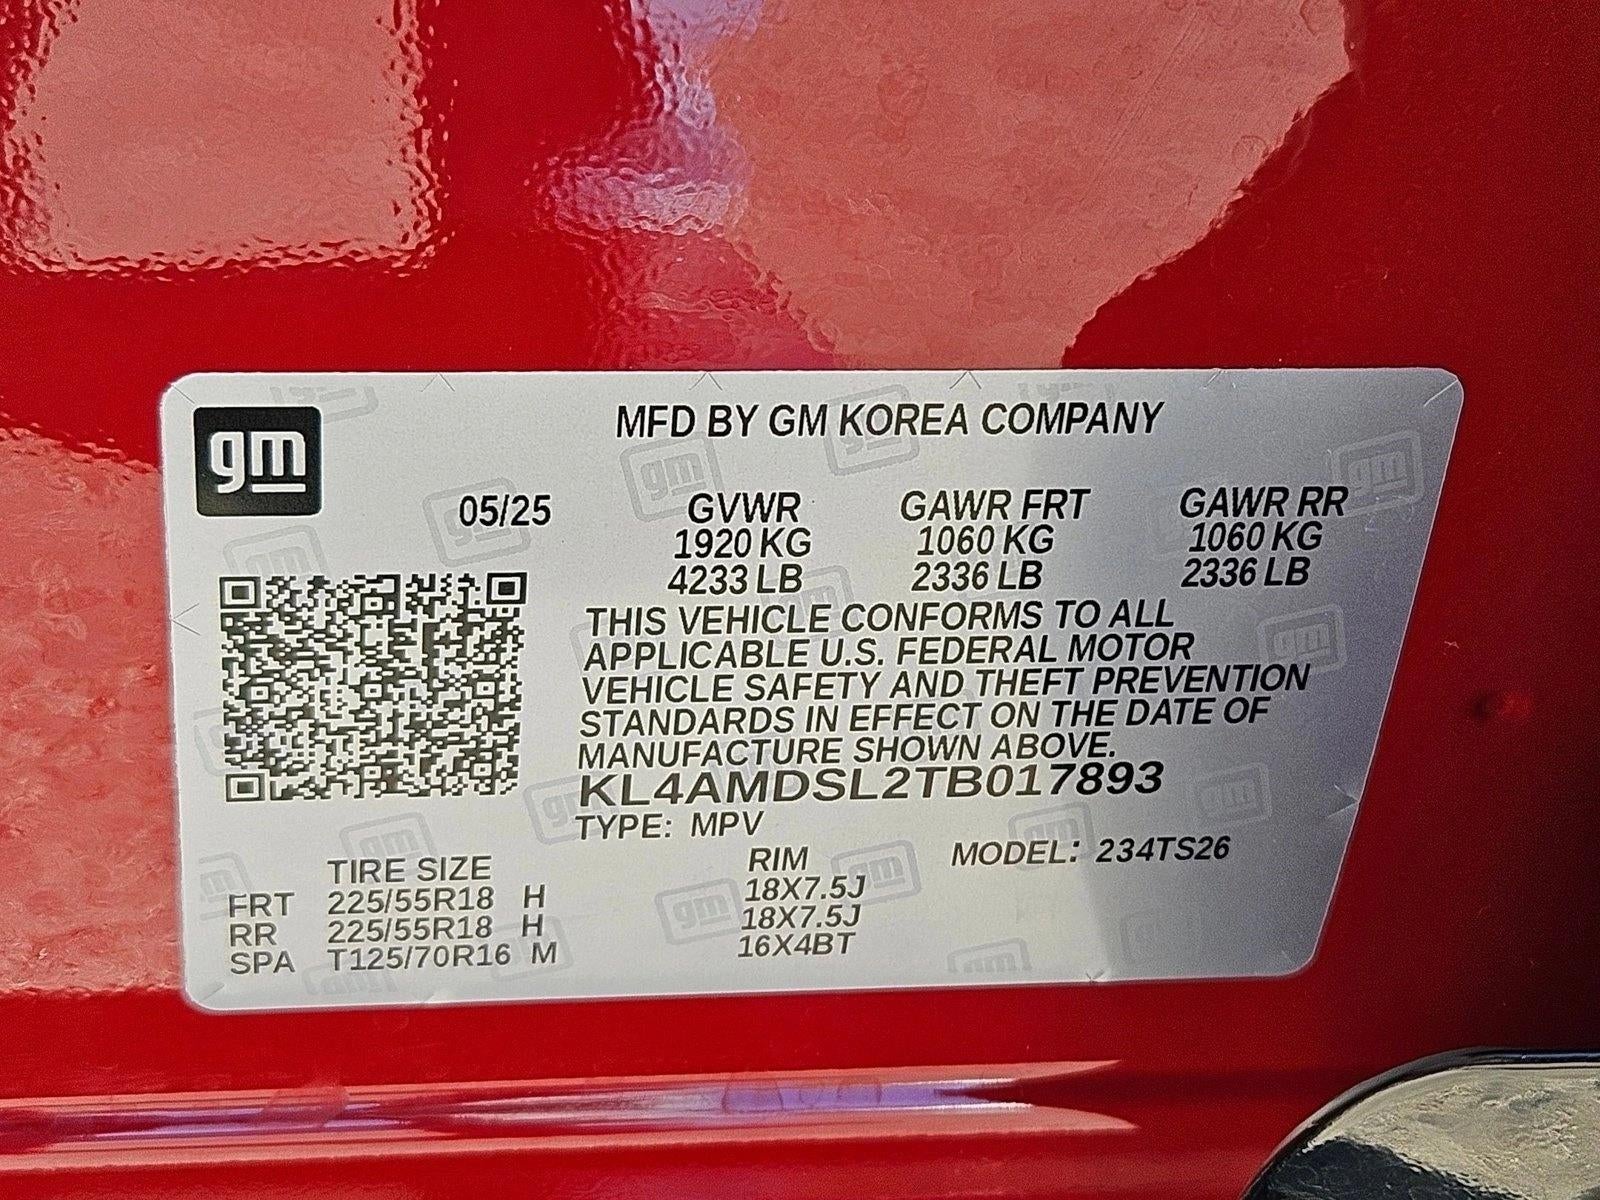 gm
MFD BY GM KOREA COMPANY
05/25 GVWR GAWR FRT GAWR RR
1920 KG 1060 KG 1060 KG
4233 LB 2336 LB 2336 LB
THIS VEHICLE CONFORMS TO ALL
APPLICABLE U.S. FEDERAL MOTOR
VEHICLE SAFETY AND THEFT PREVENTION
STANDARDS IN EFFECT ON THE DATE OF
MANUFACTURE SHOWN ABOVE.
KL4AMDSL2TB017893
TYPE: MPV
TIRE SIZE RIM MODEL: 234TS26
FRT 225/55R18 H 18X7.5J
RR 225/55R18 H 18X7.5J
SPA T125/70R16 M 16X4BT